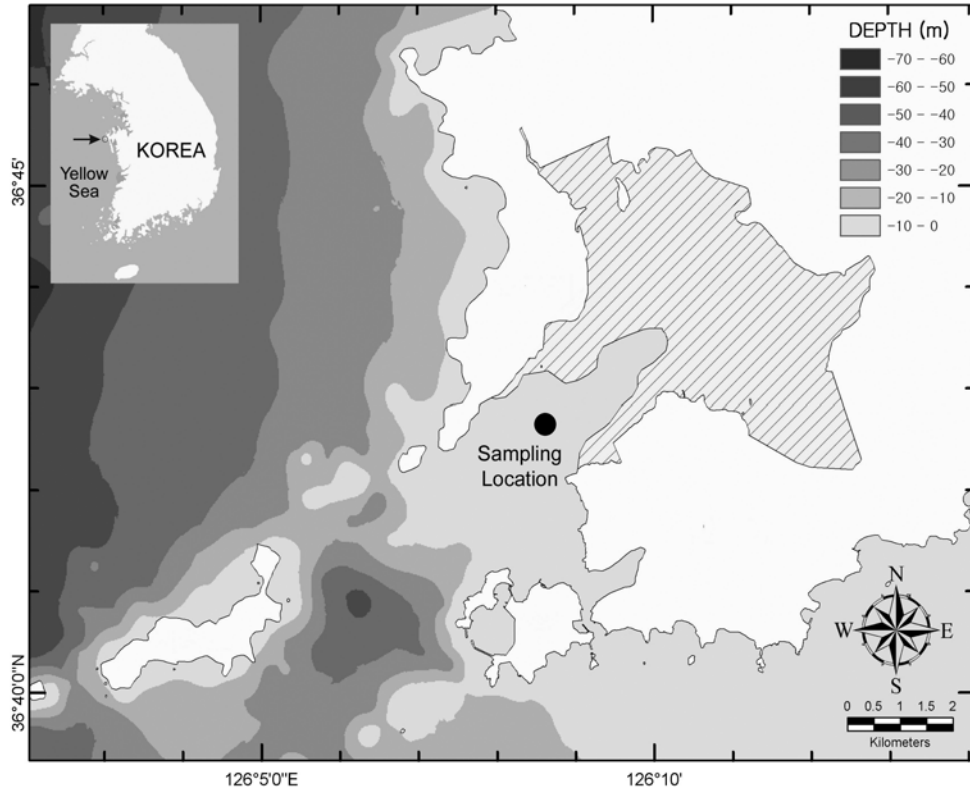 KOREA
Yellow
Sea
DEPTH (m)
-70 - -60
-60 - -50
-50 - -40
-40 - -30
-30 - -20
-20 - -10
-10 - 0
36°45'
Sampling
Location
N
W
E
S
36°40'0"N
0 0.5 1 1.5 2
Kilometers
126°5'0"E
126°10'